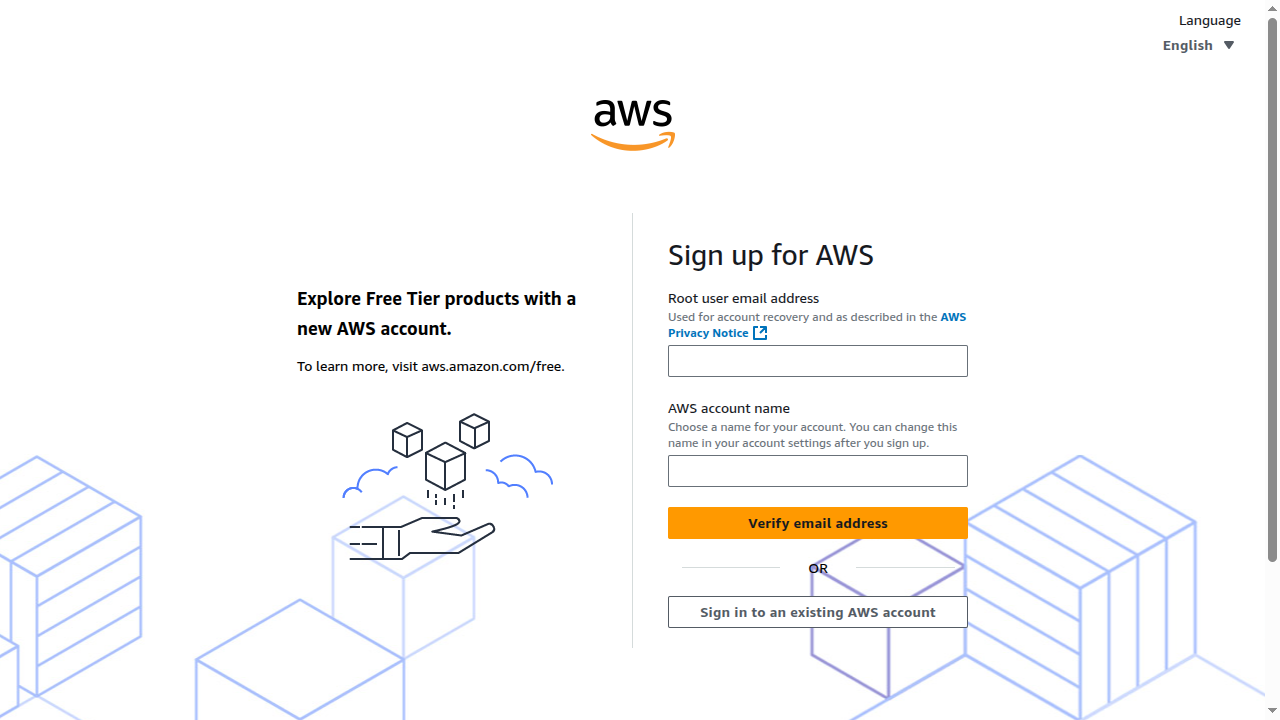 Language
English
aws
Explore Free Tier products with a
new AWS account.
To learn more, visit aws.amazon.com/free.
Sign up for AWS
Root user email address
Used for account recovery and as described in the AWS
Privacy Notice
AWS account name
Choose a name for your account. You can change this
name in your account settings after you sign up.
Verify email address
OR
Sign in to an existing AWS account